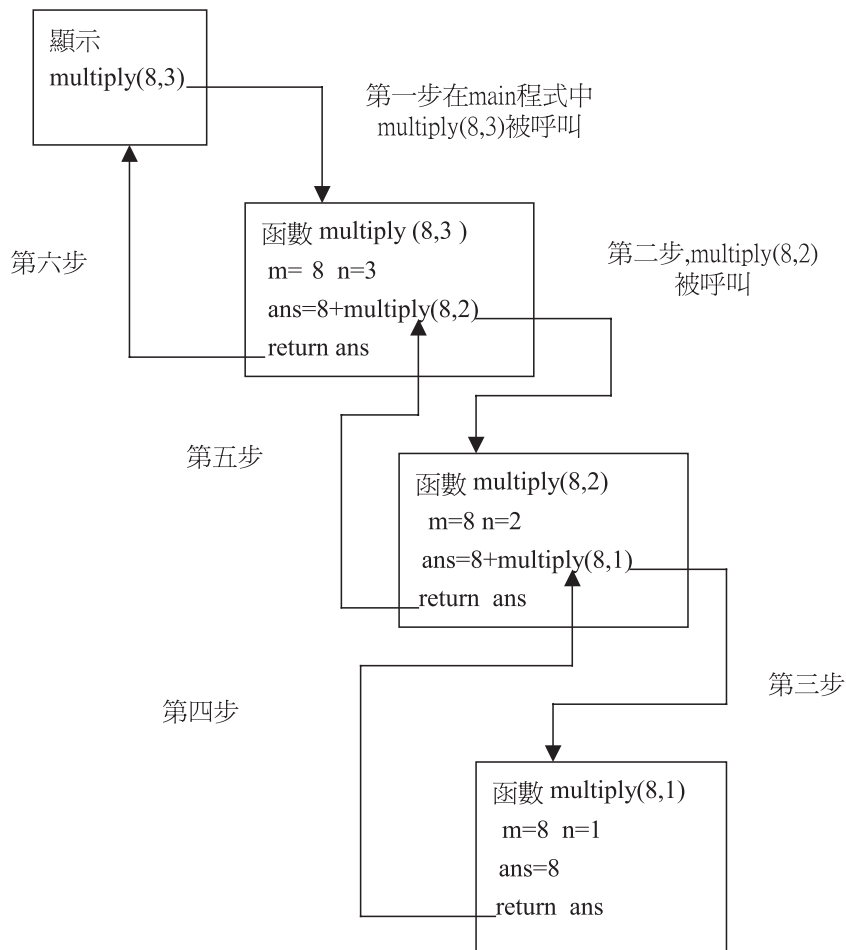 顯示
multiply(8,3)
第一步在main程式中
multiply(8,3)被呼叫
函數 multiply (8,3 )
m= 8 n=3
ans=8+multiply(8,2)
return ans
第六步
第二步,multiply(8,2)
被呼叫
第五步
函數 multiply(8,2)
m=8 n=2
ans=8+multiply(8,1)
return ans
第四步
第三步
函數 multiply(8,1)
m=8 n=1
ans=8
return ans